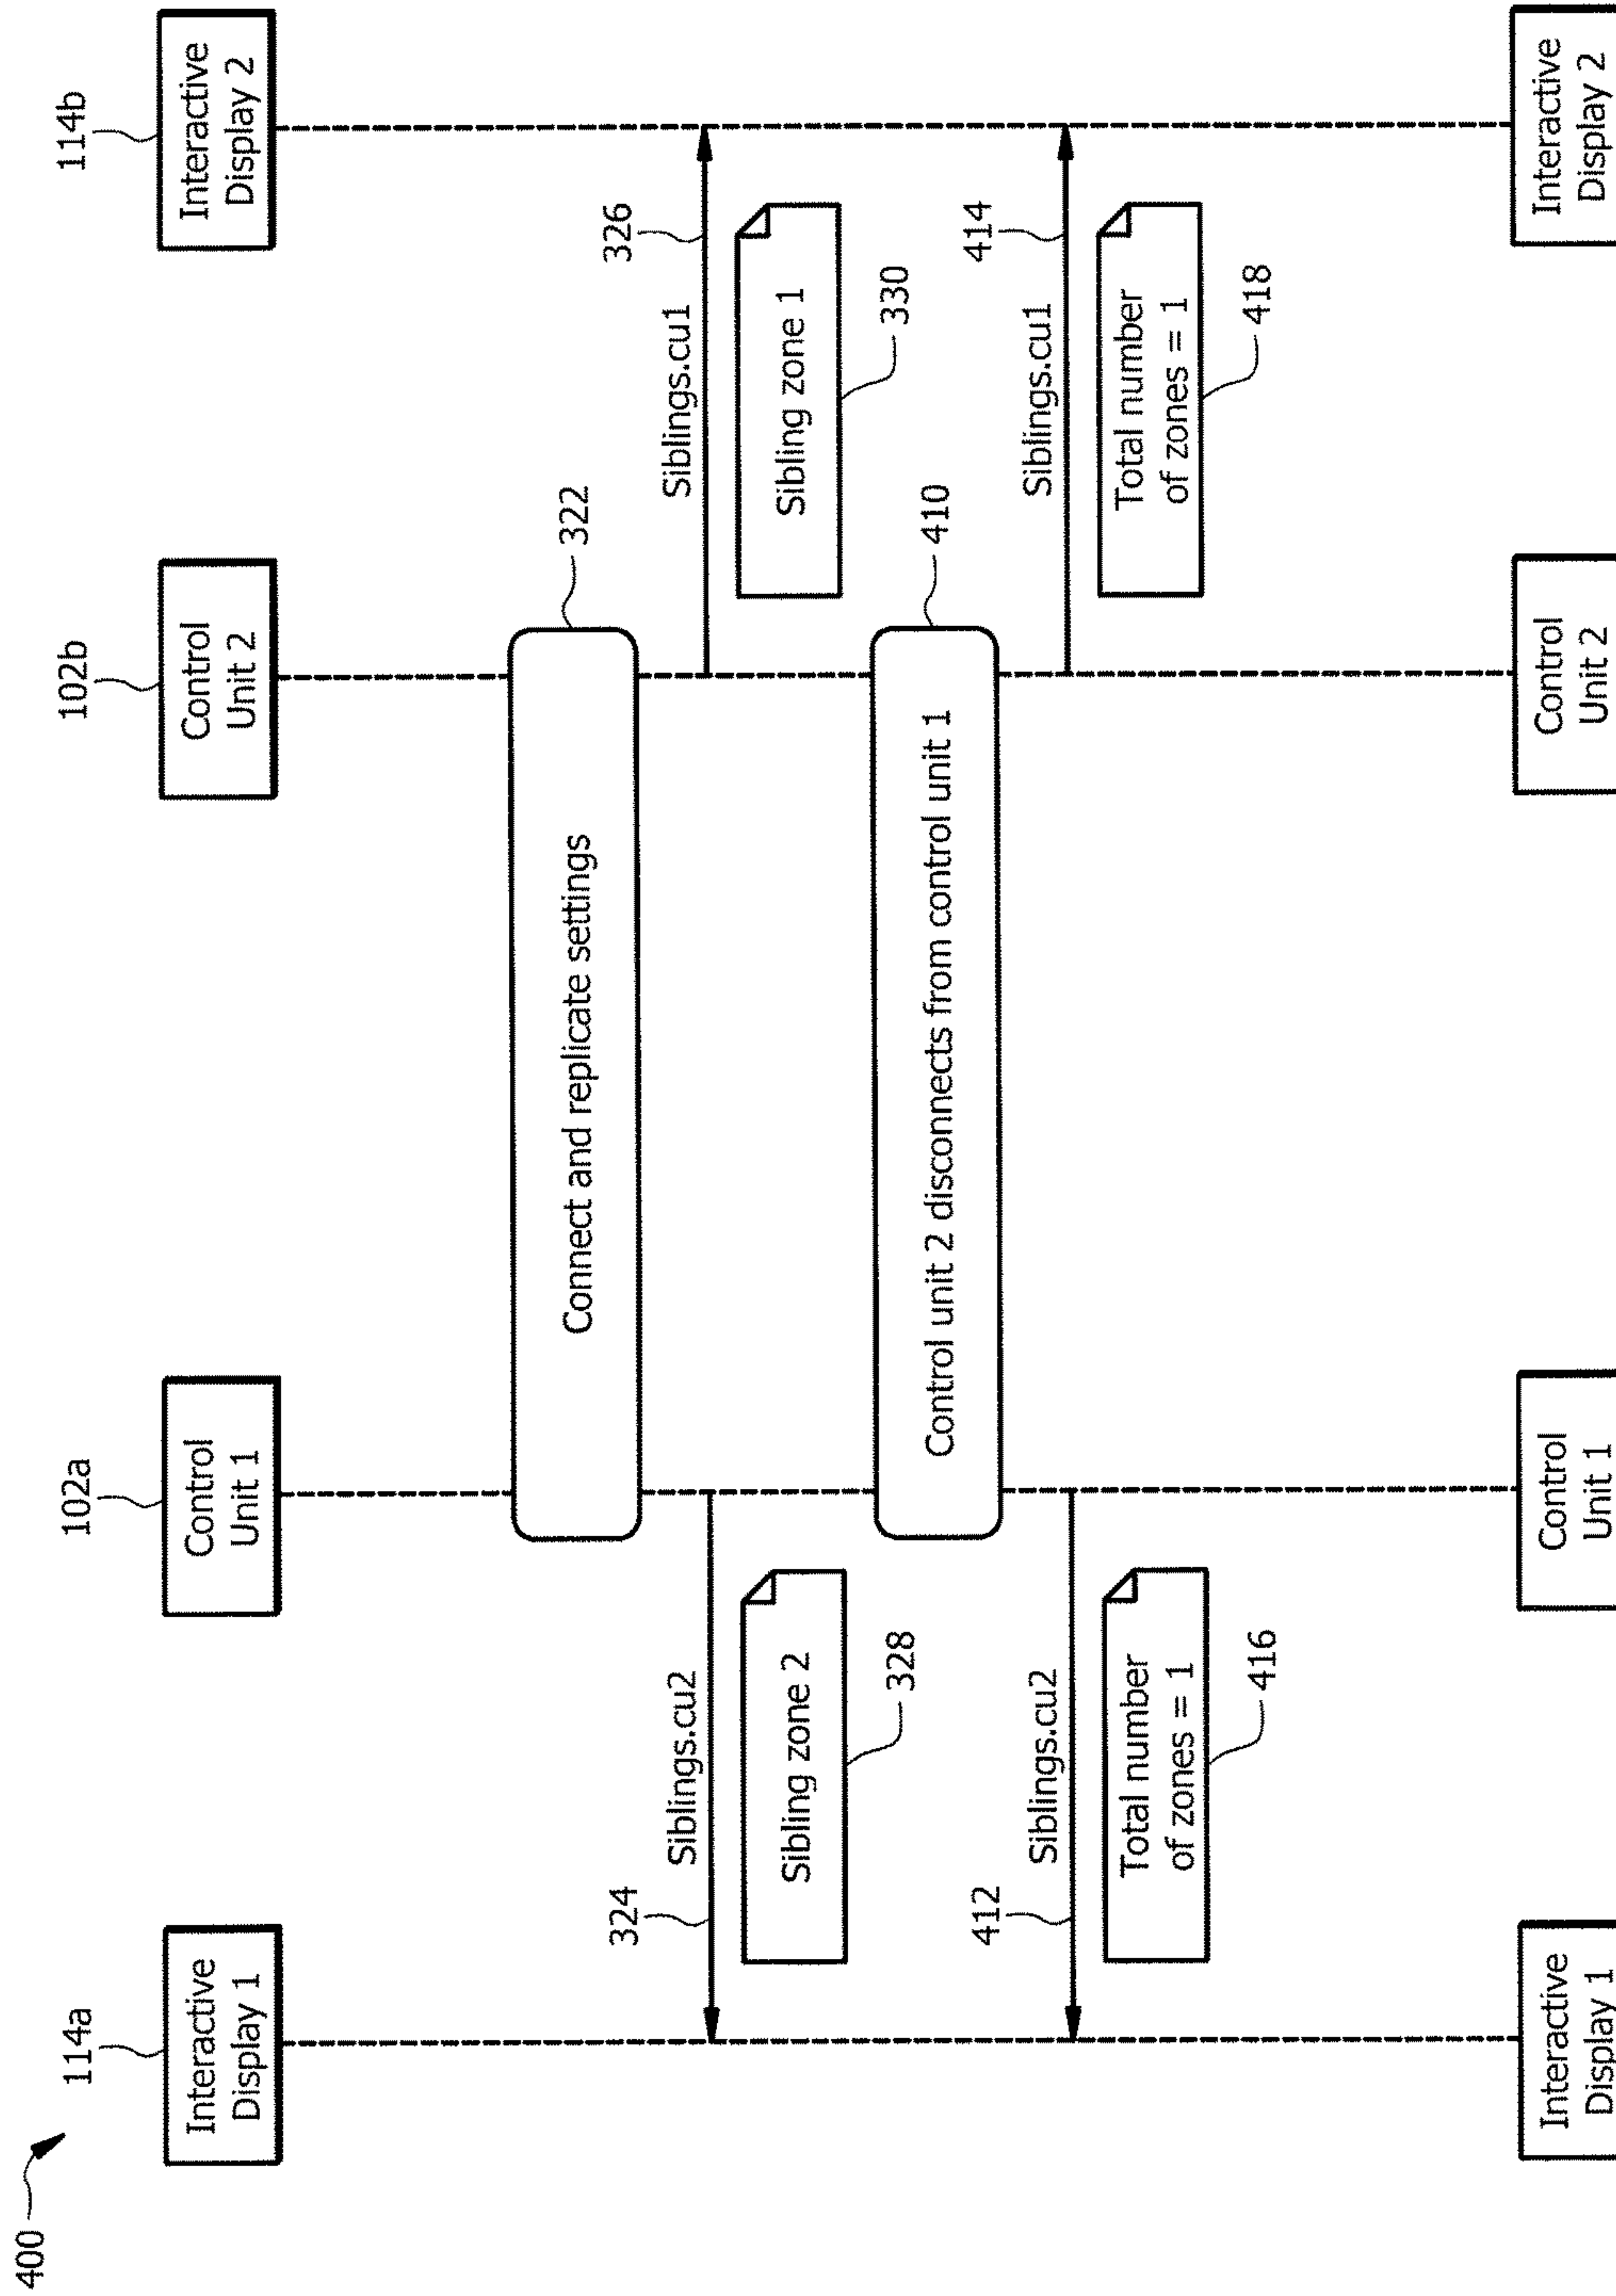 400
114a
102a
102b
114b
Interactive
Display 1
Control
Unit 1
Control
Unit 2
Interactive
Display 2
322
Connect and replicate settings
324
Siblings.cu2
Siblings.cu1
326
Sibling zone 2
328
Sibling zone 1
330
410
Control unit 2 disconnects from control unit 1
412
Siblings.cu2
Siblings.cu1
414
Total number
of zones = 1
416
Total number
of zones = 1
418
Interactive
Display 1
Control
Unit 1
Control
Unit 2
Interactive
Display 2